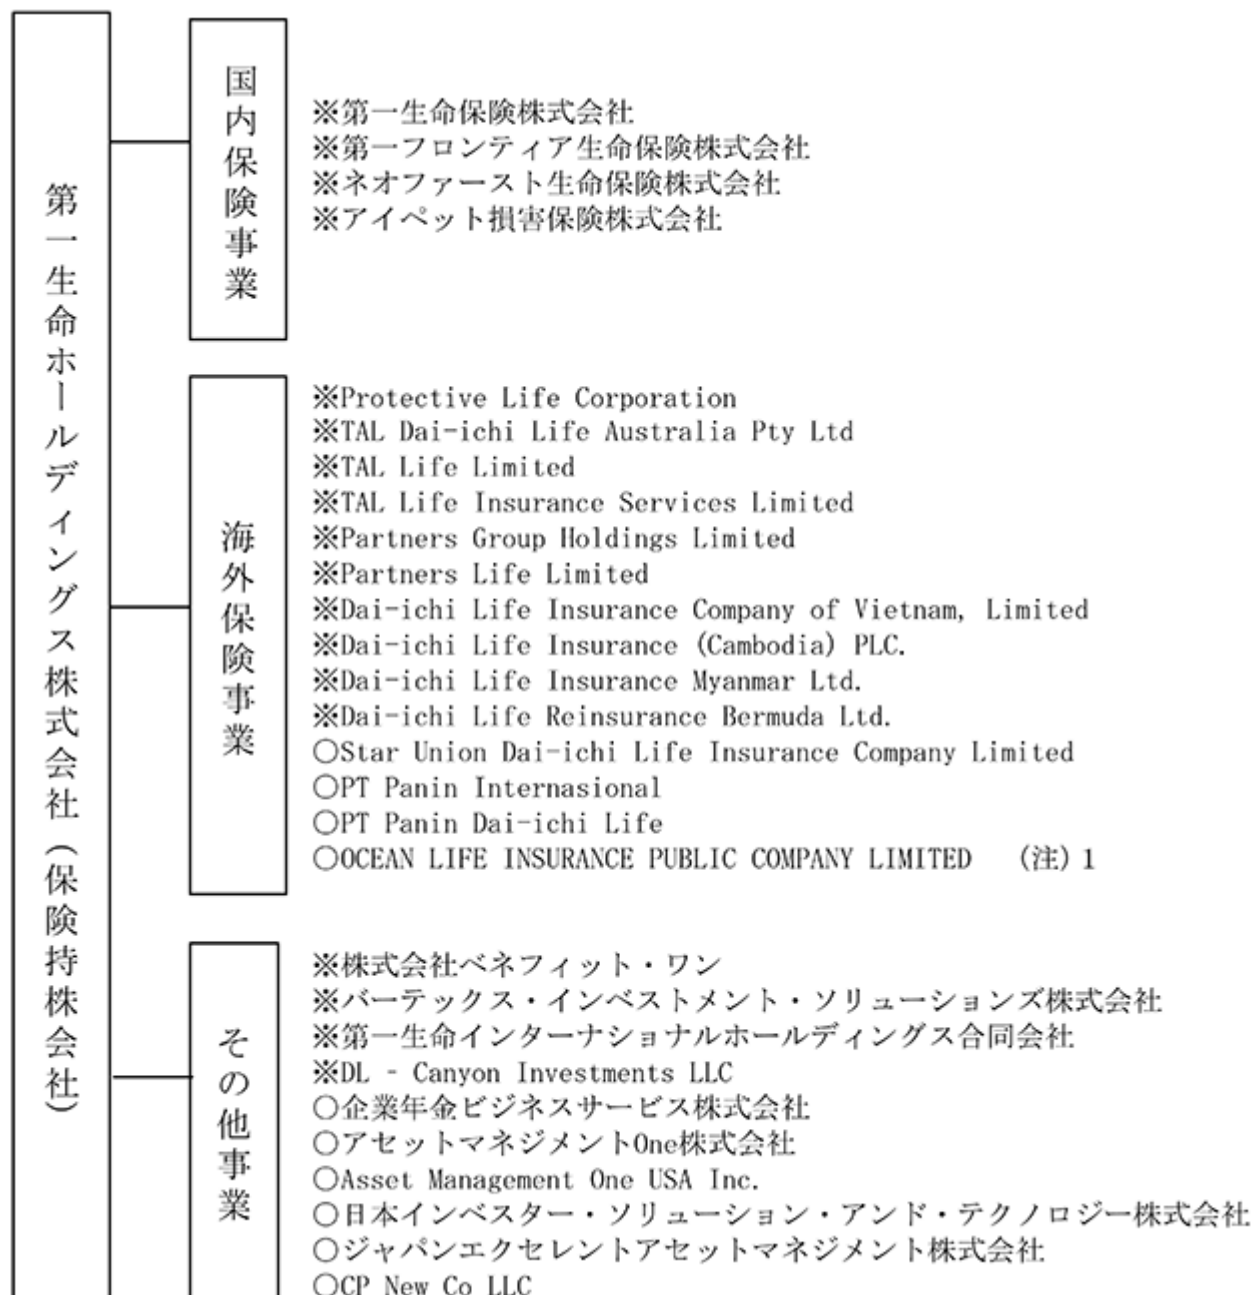 第一生命ホールディングス株式会社（保険持株会社）
国内保険事業
※第一生命保険株式会社
※第一フロンティア生命保険株式会社
※ネオファースト生命保険株式会社
※アイペット損害保険株式会社
海外保険事業
※Protective Life Corporation
※TAL Dai-ichi Life Australia Pty Ltd
※TAL Life Limited
※TAL Life Insurance Services Limited
※Partners Group Holdings Limited
※Partners Life Limited
※Dai-ichi Life Insurance Company of Vietnam, Limited
※Dai-ichi Life Insurance (Cambodia) PLC.
※Dai-ichi Life Insurance Myanmar Ltd.
※Dai-ichi Life Reinsurance Bermuda Ltd.
○Star Union Dai-ichi Life Insurance Company Limited
○PT Panin Internasional
○PT Panin Dai-ichi Life
○OCEAN LIFE INSURANCE PUBLIC COMPANY LIMITED （注）1
その他事業
※株式会社ベネフィット・ワン
※バーテックス・インベストメント・ソリューションズ株式会社
※第一生命インターナショナルホールディングス合同会社
※DL – Canyon Investments LLC
○企業年金ビジネスサービス株式会社
○アセットマネジメントOne株式会社
○Asset Management One USA Inc.
○日本インベスター・ソリューション・アンド・テクノロジー株式会社
○ジャパンエクセレントアセットマネジメント株式会社
○CP New Co LLC